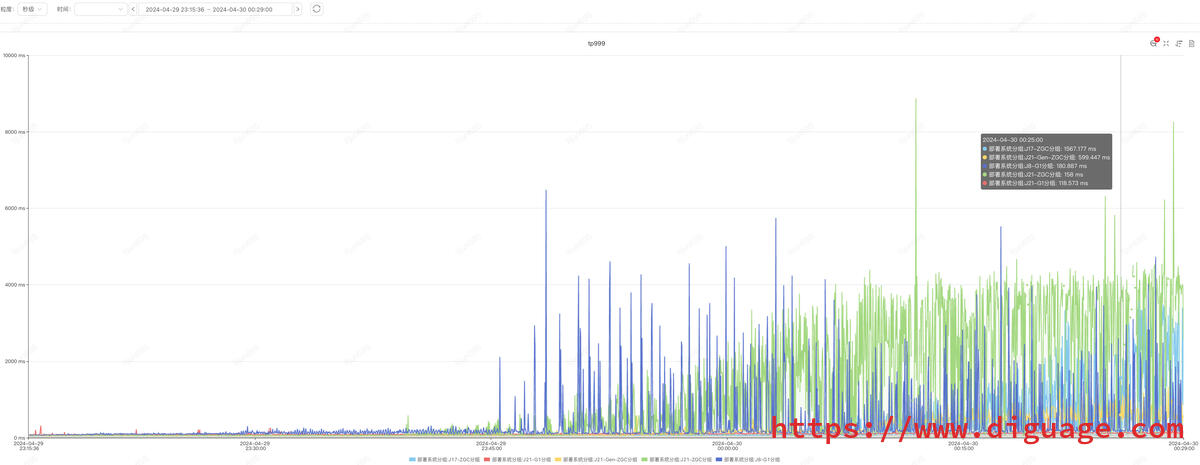 粒度: 秒级 时间: < 2024-04-29 23:15:36 ~ 2024-04-30 00:29:00 >
tp999
10000 ms
8000 ms
2024-04-30 00:25:00
部署系统分组:J17-ZGC分组: 1567.177 ms
部署系统分组:J21-Gen-ZGC分组: 599.447 ms
部署系统分组:J8-G1分组: 180.887 ms
部署系统分组:J21-ZGC分组: 158 ms
部署系统分组:J21-G1分组: 118.573 ms
6000 ms
4000 ms
2000 ms
https://www.diguage.com
0 ms
2024-04-29
23:15:36
2024-04-29
23:30:00
2024-04-29
23:45:00
2024-04-30
00:00:00
2024-04-30
00:15:00
2024-04-30
00:29:00
部署系统分组:J17-ZGC分组 部署系统分组:J21-G1分组 部署系统分组:J21-Gen-ZGC分组 部署系统分组:J21-ZGC分组 部署系统分组:J8-G1分组